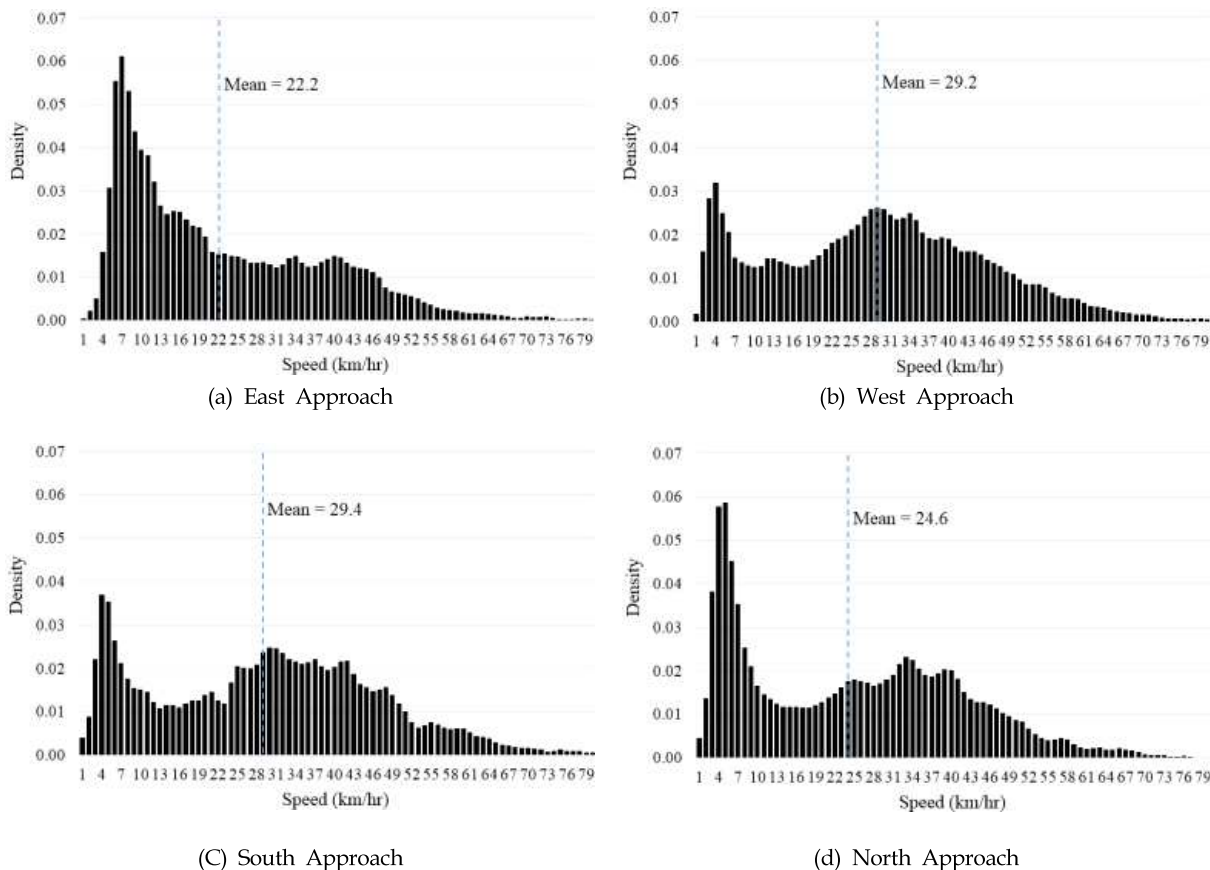 0.07
0.06
0.05
0.04
0.03
0.02
0.01
0.00
Density
Mean = 22.2
1 4 7 10 13 16 19 22 25 28 31 34 37 40 43 46 49 52 55 58 61 64 67 70 73 76 79
Speed (km/hr)
(a) East Approach
0.07
0.06
0.05
0.04
0.03
0.02
0.01
0.00
Density
Mean = 29.2
1 4 7 10 13 16 19 22 25 28 31 34 37 40 43 46 49 52 55 58 61 64 67 70 73 76 79
Speed (km/hr)
(b) West Approach
0.07
0.06
0.05
0.04
0.03
0.02
0.01
0.00
Density
Mean = 29.4
1 4 7 10 13 16 19 22 25 28 31 34 37 40 43 46 49 52 55 58 61 64 67 70 73 76 79
Speed (km/hr)
(C) South Approach
0.07
0.06
0.05
0.04
0.03
0.02
0.01
0.00
Density
Mean = 24.6
1 4 7 10 13 16 19 22 25 28 31 34 37 40 43 46 49 52 55 58 61 64 67 70 73 76 79
Speed (km/hr)
(d) North Approach